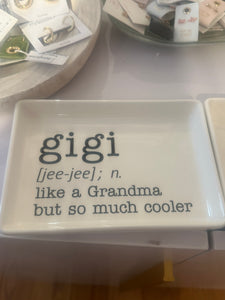 gigi
[jee-jee]; n.
like a Grandma
but so much cooler